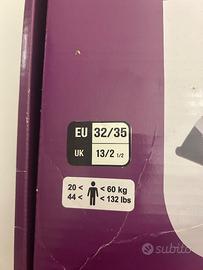 EU 32/35
UK 13/2 1/2
20 < < 60 kg
44 < < 132 lbs
subito